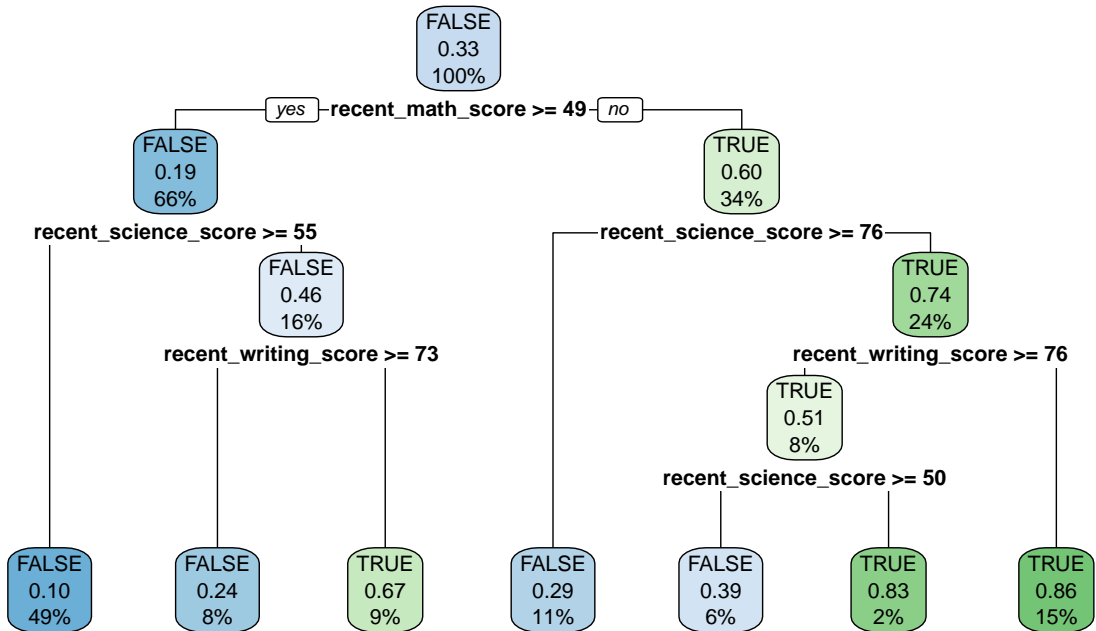 FALSE
0.33
100%
yes recent_math_score >= 49 no
FALSE
0.19
66%
TRUE
0.60
34%
recent_science_score >= 55
recent_science_score >= 76
FALSE
0.46
16%
TRUE
0.74
24%
recent_writing_score >= 73
recent_writing_score >= 76
TRUE
0.51
8%
recent_science_score >= 50
FALSE
0.10
49%
FALSE
0.24
8%
TRUE
0.67
9%
FALSE
0.29
11%
FALSE
0.39
6%
TRUE
0.83
2%
TRUE
0.86
15%